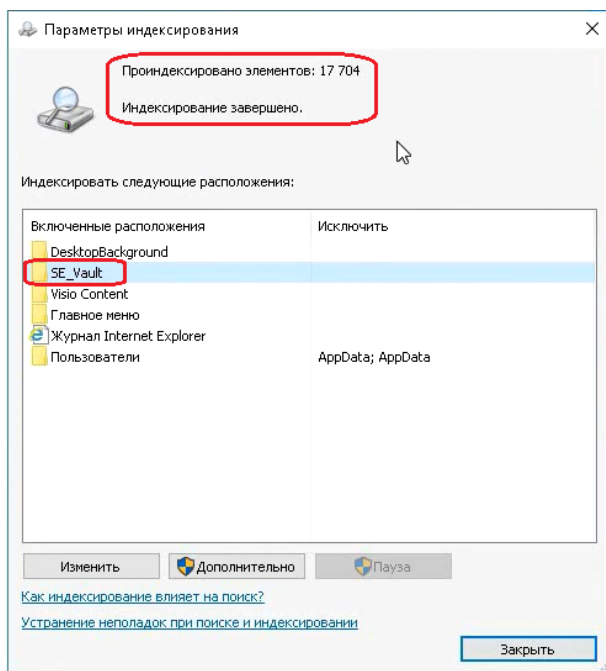 Параметры индексирования
Проиндексировано элементов: 17 704
Индексирование завершено.
Индексировать следующие расположения:
Включенные расположения Исключить
DesktopBackground
SE_Vault
Visio Content
Главное меню
Журнал Internet Explorer
Пользователи AppData; AppData
Изменить Дополнительно Пауза
Как индексирование влияет на поиск?
Устранение неполадок при поиске и индексировании
Закрыть